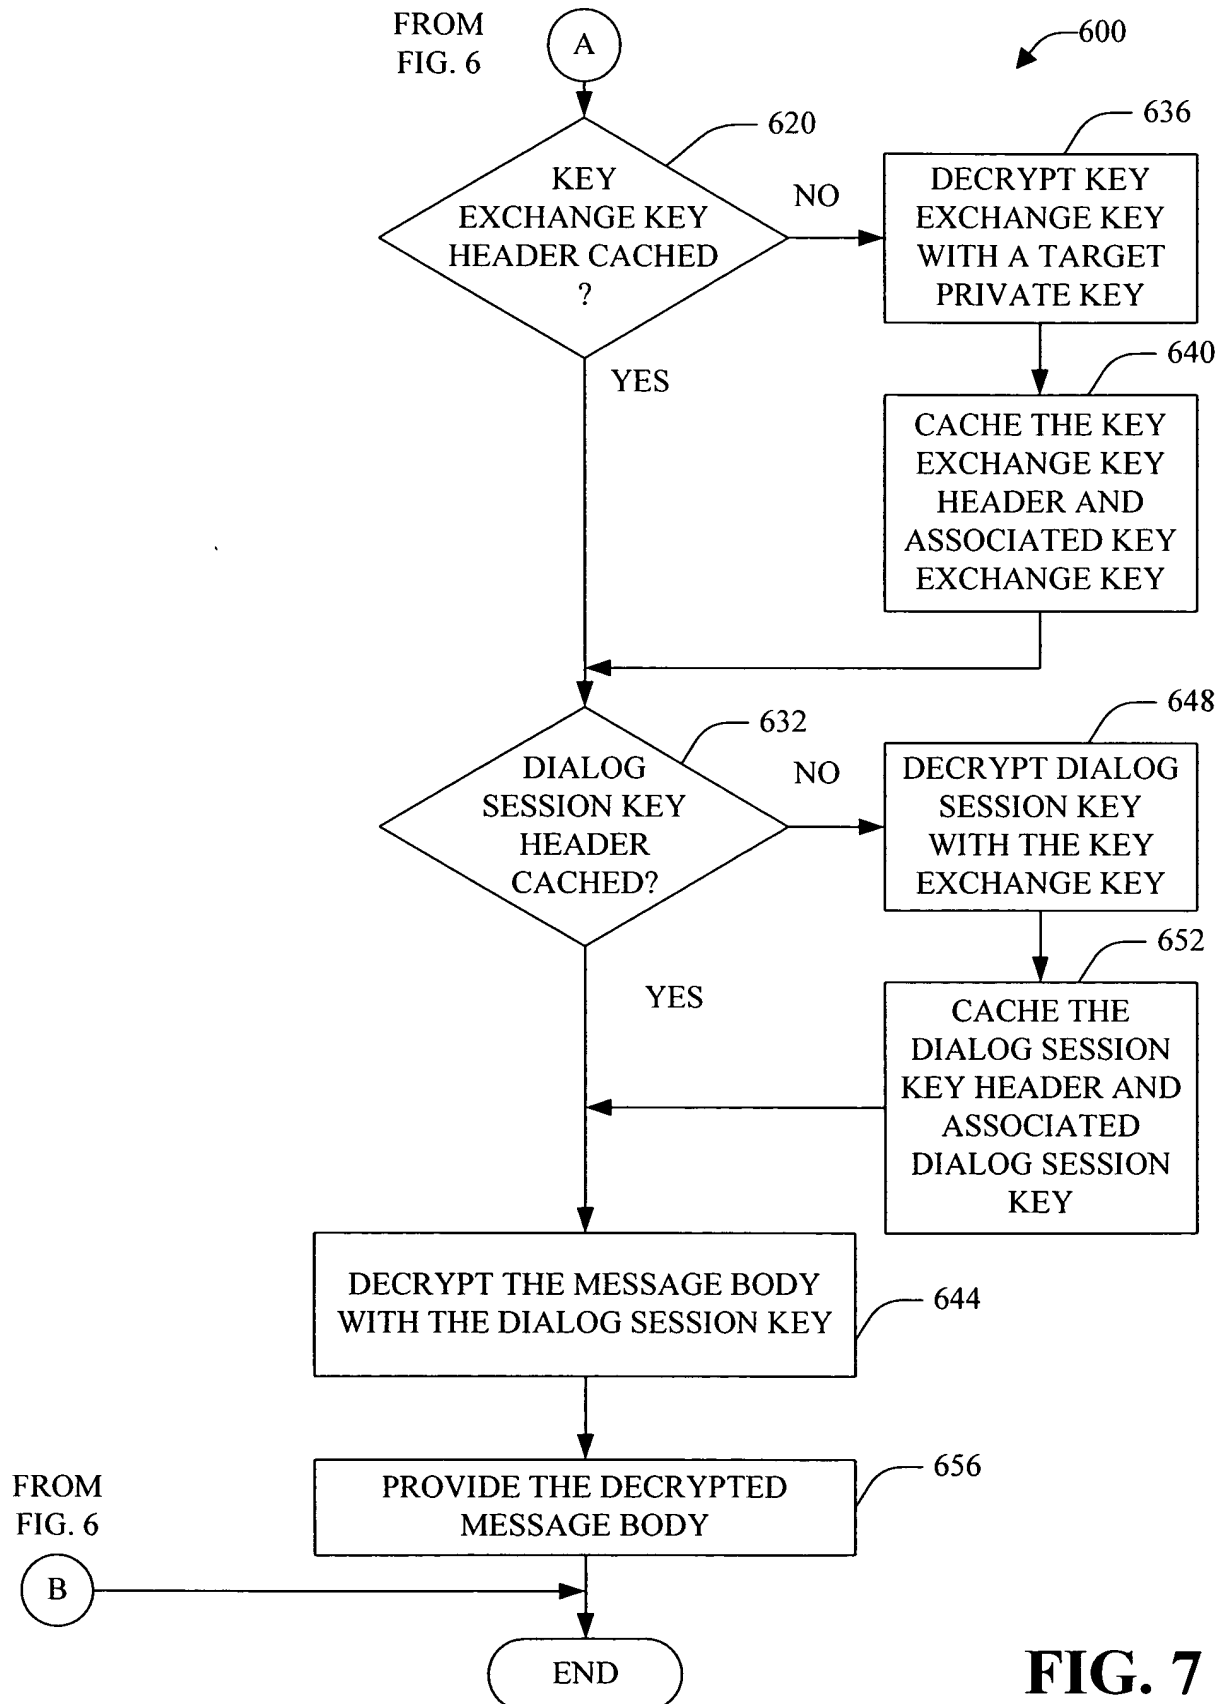 FROM
FIG. 6
A
600
620
KEY
EXCHANGE KEY
HEADER CACHED
?
NO
636
DECRYPT KEY
EXCHANGE KEY
WITH A TARGET
PRIVATE KEY
YES
640
CACHE THE KEY
EXCHANGE KEY
HEADER AND
ASSOCIATED KEY
EXCHANGE KEY
632
DIALOG
SESSION KEY
HEADER
CACHED?
NO
648
DECRYPT DIALOG
SESSION KEY
WITH THE KEY
EXCHANGE KEY
YES
652
CACHE THE
DIALOG SESSION
KEY HEADER AND
ASSOCIATED
DIALOG SESSION
KEY
DECRYPT THE MESSAGE BODY
WITH THE DIALOG SESSION KEY
644
PROVIDE THE DECRYPTED
MESSAGE BODY
656
FROM
FIG. 6
B
END
FIG. 7